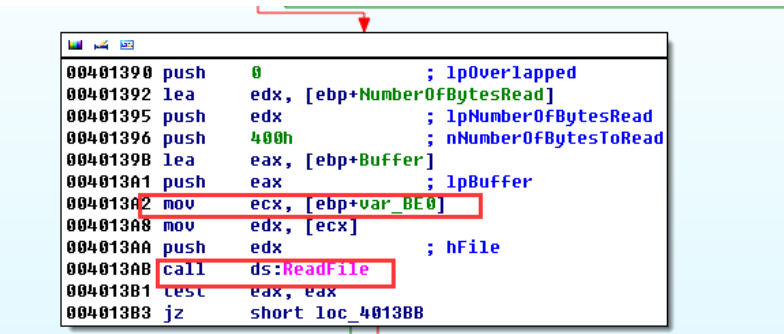 00401390 push 0 ; lpOverlapped
00401392 lea edx, [ebp+NumberOfBytesRead]
00401395 push edx ; lpNumberOfBytesRead
00401396 push 400h ; nNumberOfBytesToRead
0040139B lea eax, [ebp+Buffer]
004013A1 push eax ; lpBuffer
004013A2 mov ecx, [ebp+var_BE0]
004013A8 mov edx, [ecx]
004013AA push edx ; hFile
004013AB call ds:ReadFile
004013B1 test eax, eax
004013B3 jz short loc_4013BB